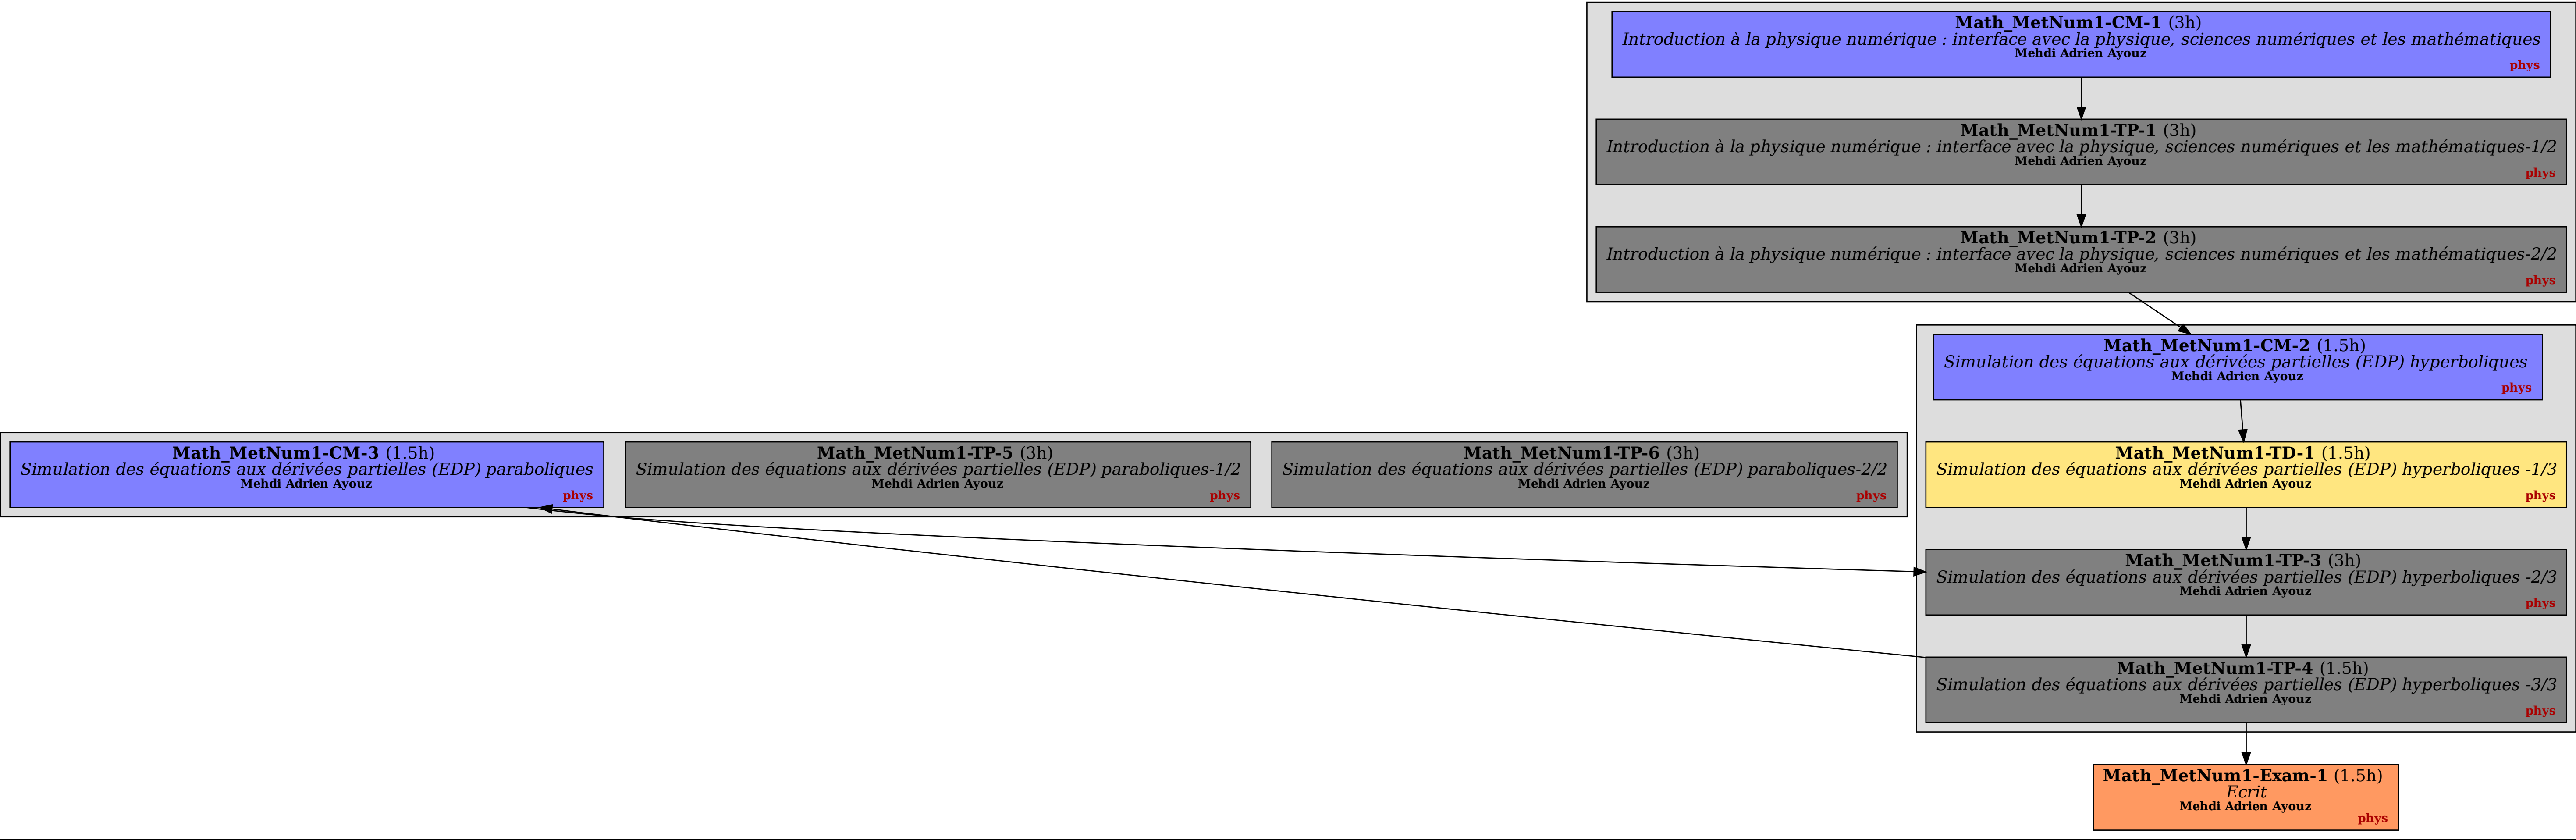 Math_MetNum1-CM-1 (3h)
Introduction à la physique numérique : interface avec la physique, sciences numériques et les mathématiques
Mehdi Adrien Ayouz
phys
Math_MetNum1-TP-1 (3h)
Introduction à la physique numérique : interface avec la physique, sciences numériques et les mathématiques-1/2
Mehdi Adrien Ayouz
phys
Math_MetNum1-TP-2 (3h)
Introduction à la physique numérique : interface avec la physique, sciences numériques et les mathématiques-2/2
Mehdi Adrien Ayouz
phys
Math_MetNum1-CM-2 (1.5h)
Simulation des équations aux dérivées partielles (EDP) hyperboliques
Mehdi Adrien Ayouz
phys
Math_MetNum1-CM-3 (1.5h)
Simulation des équations aux dérivées partielles (EDP) paraboliques
Mehdi Adrien Ayouz
phys
Math_MetNum1-TP-5 (3h)
Simulation des équations aux dérivées partielles (EDP) paraboliques-1/2
Mehdi Adrien Ayouz
phys
Math_MetNum1-TP-6 (3h)
Simulation des équations aux dérivées partielles (EDP) paraboliques-2/2
Mehdi Adrien Ayouz
phys
Math_MetNum1-TD-1 (1.5h)
Simulation des équations aux dérivées partielles (EDP) hyperboliques -1/3
Mehdi Adrien Ayouz
phys
Math_MetNum1-TP-3 (3h)
Simulation des équations aux dérivées partielles (EDP) hyperboliques -2/3
Mehdi Adrien Ayouz
phys
Math_MetNum1-TP-4 (1.5h)
Simulation des équations aux dérivées partielles (EDP) hyperboliques -3/3
Mehdi Adrien Ayouz
phys
Math_MetNum1-Exam-1 (1.5h)
Ecrit
Mehdi Adrien Ayouz
phys